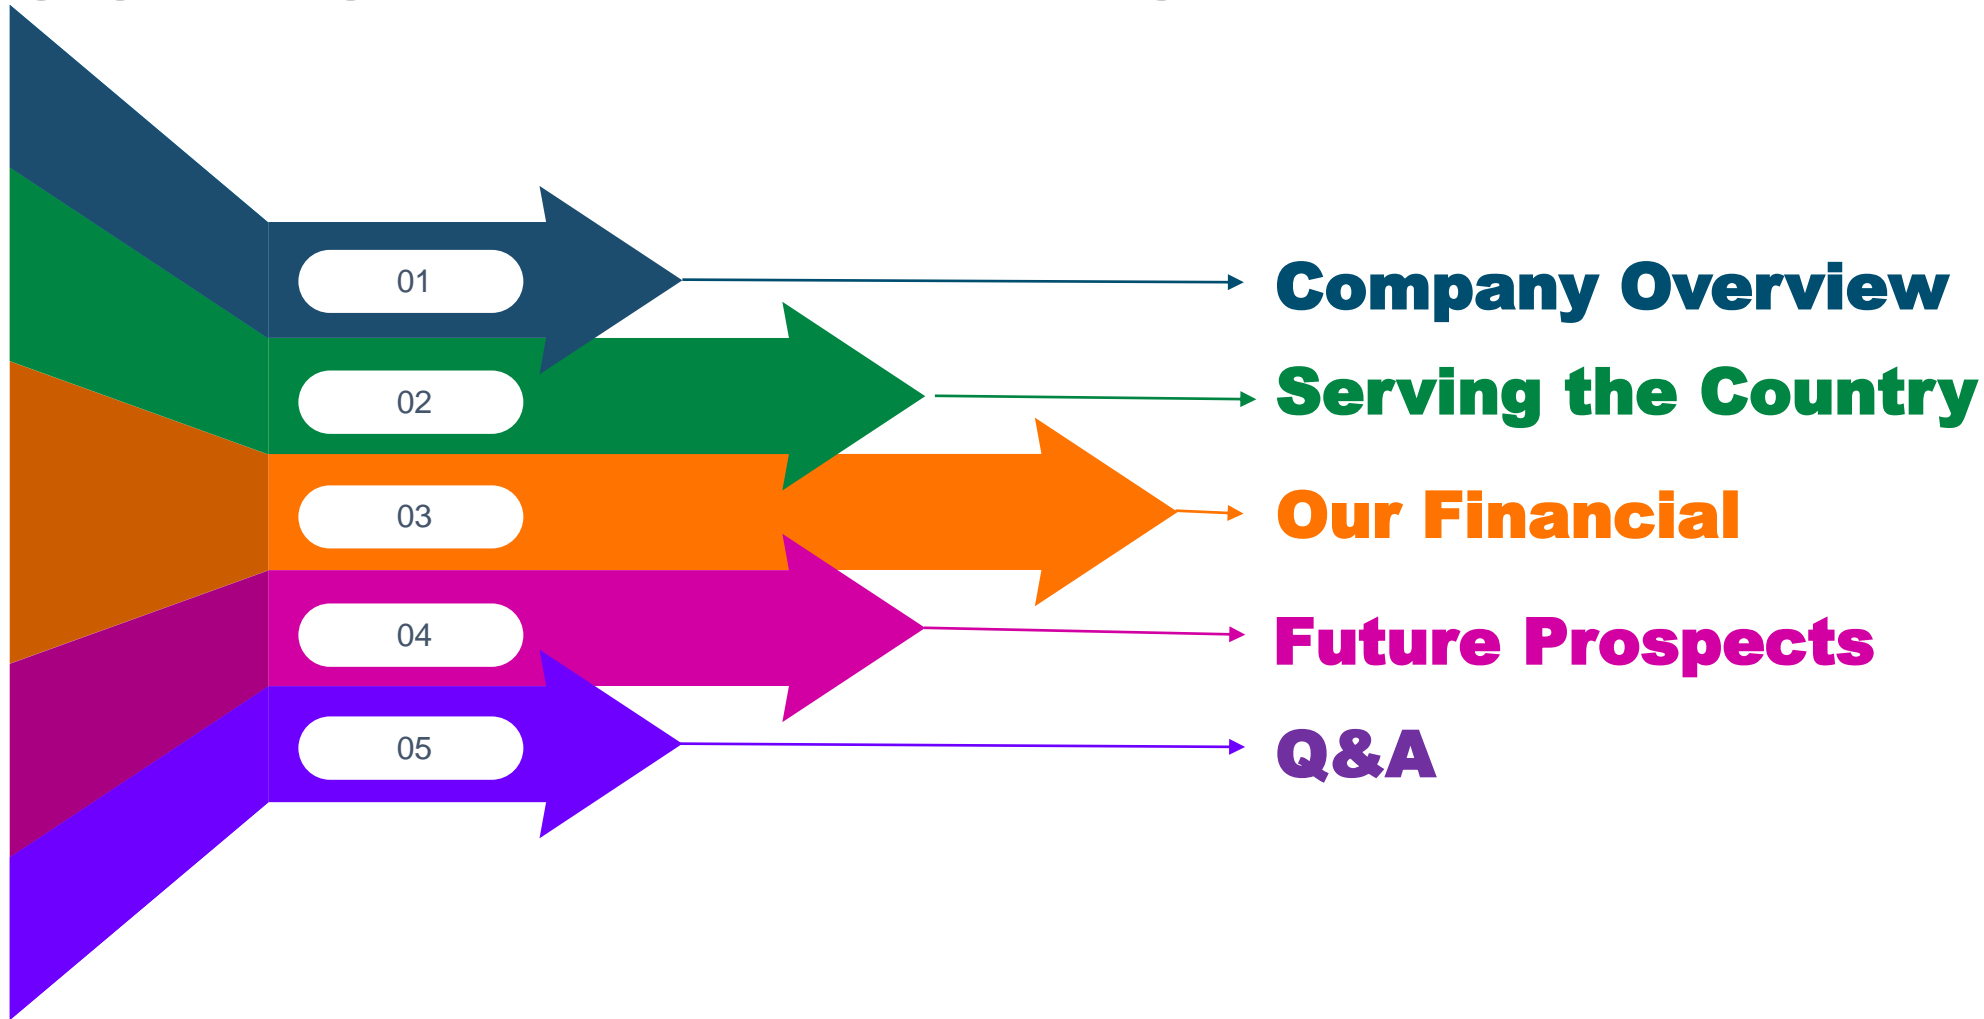 01 Company Overview
02 Serving the Country
03 Our Financial
04 Future Prospects
05 Q&A